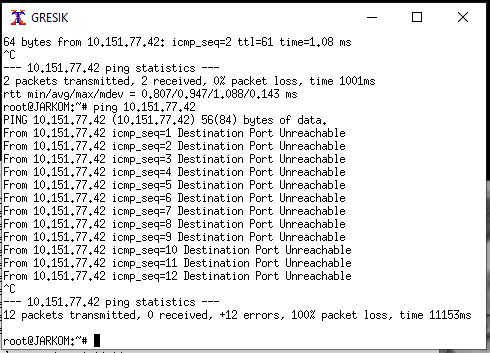 GRESIK
64 bytes from 10.151.77.42: icmp_seq=2 ttl=61 time=1.08 ms
^C
--- 10.151.77.42 ping statistics ---
2 packets transmitted, 2 received, 0% packet loss, time 1001ms
rtt min/avg/max/mdev = 0.807/0.947/1.088/0.143 ms
root@JARKOM:~# ping 10.151.77.42
PING 10.151.77.42 (10.151.77.42) 56(84) bytes of data.
From 10.151.77.42 icmp_seq=1 Destination Port Unreachable
From 10.151.77.42 icmp_seq=2 Destination Port Unreachable
From 10.151.77.42 icmp_seq=3 Destination Port Unreachable
From 10.151.77.42 icmp_seq=4 Destination Port Unreachable
From 10.151.77.42 icmp_seq=5 Destination Port Unreachable
From 10.151.77.42 icmp_seq=6 Destination Port Unreachable
From 10.151.77.42 icmp_seq=7 Destination Port Unreachable
From 10.151.77.42 icmp_seq=8 Destination Port Unreachable
From 10.151.77.42 icmp_seq=9 Destination Port Unreachable
From 10.151.77.42 icmp_seq=10 Destination Port Unreachable
From 10.151.77.42 icmp_seq=11 Destination Port Unreachable
From 10.151.77.42 icmp_seq=12 Destination Port Unreachable
^C
--- 10.151.77.42 ping statistics ---
12 packets transmitted, 0 received, +12 errors, 100% packet loss, time 11153ms
root@JARKOM:~#